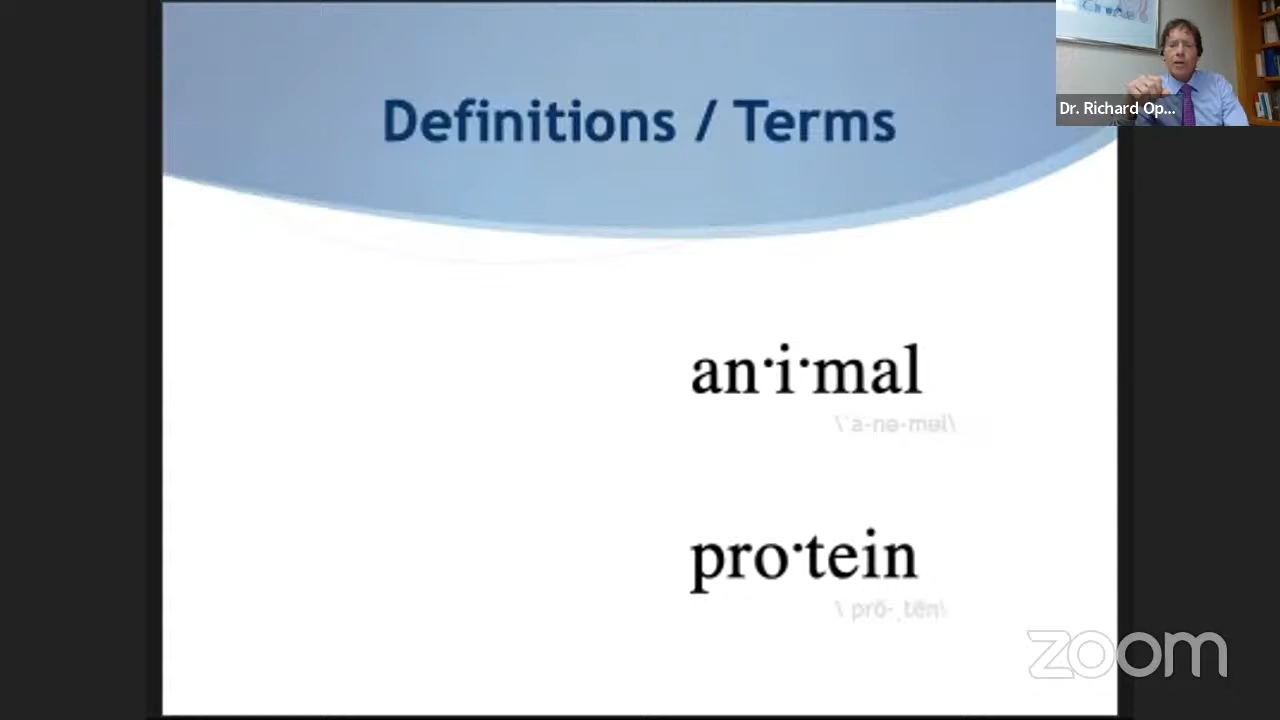 Definitions / Terms
Dr. Richard Op...
an·i·mal
\ˈa-nə-məl\
pro·tein
\ˈprō-ˌtēn\
zoom